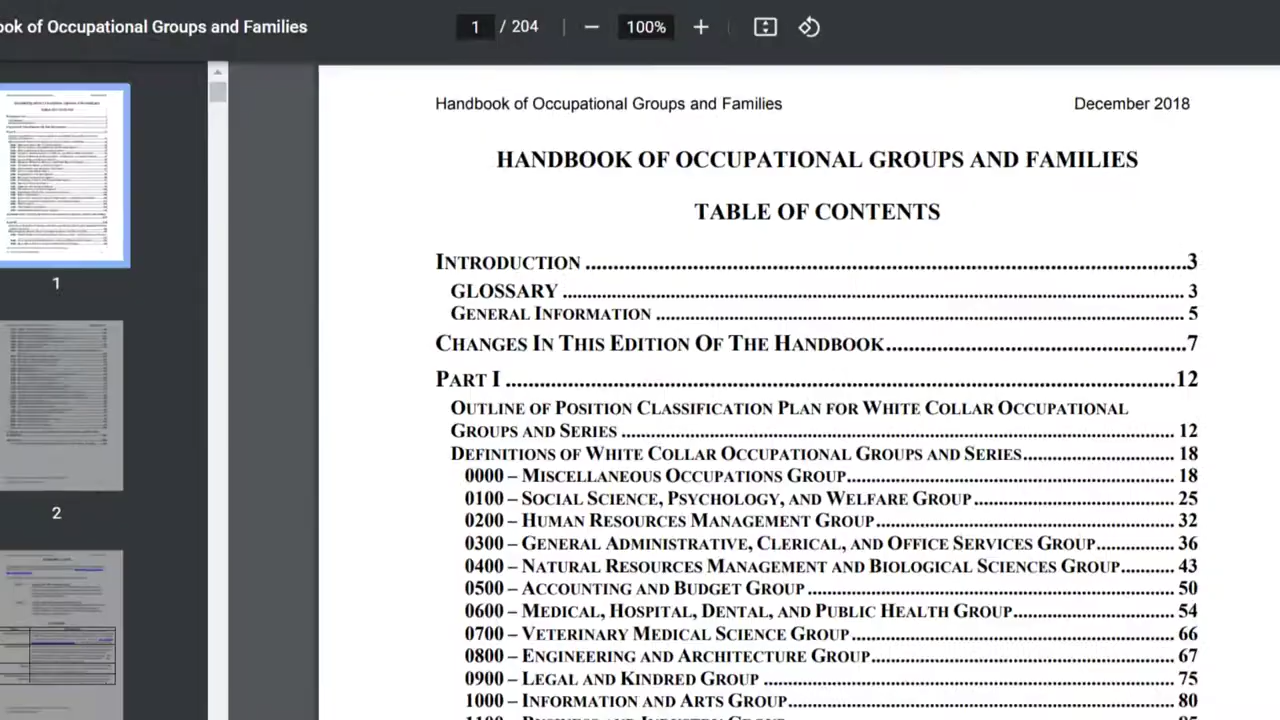 ok of Occupational Groups and Families
1 / 204
100%
Handbook of Occupational Groups and Families December 2018
HANDBOOK OF OCCUPATIONAL GROUPS AND FAMILIES
TABLE OF CONTENTS
INTRODUCTION ........................................................................................................3
GLOSSARY ........................................................................................................ 3
GENERAL INFORMATION ........................................................................................ 5
CHANGES IN THIS EDITION OF THE HANDBOOK....................................................7
PART I ....................................................................................................................12
OUTLINE OF POSITION CLASSIFICATION PLAN FOR WHITE COLLAR OCCUPATIONAL
GROUPS AND SERIES ............................................................................................ 12
DEFINITIONS OF WHITE COLLAR OCCUPATIONAL GROUPS AND SERIES........................... 18
0000 – MISCELLANEOUS OCCUPATIONS GROUP....................................................... 18
0100 – SOCIAL SCIENCE, PSYCHOLOGY, AND WELFARE GROUP .................................. 25
0200 – HUMAN RESOURCES MANAGEMENT GROUP.................................................. 32
0300 – GENERAL ADMINISTRATIVE, CLERICAL, AND OFFICE SERVICES GROUP............. 36
0400 – NATURAL RESOURCES MANAGEMENT AND BIOLOGICAL SCIENCES GROUP.......... 43
0500 – ACCOUNTING AND BUDGET GROUP .............................................................. 50
0600 – MEDICAL, HOSPITAL, DENTAL, AND PUBLIC HEALTH GROUP............................ 54
0700 – VETERINARY MEDICAL SCIENCE GROUP....................................................... 66
0800 – ENGINEERING AND ARCHITECTURE GROUP................................................... 67
0900 – LEGAL AND KINDRED GROUP ...................................................................... 75
1000 – INFORMATION AND ARTS GROUP................................................................. 80
1
2